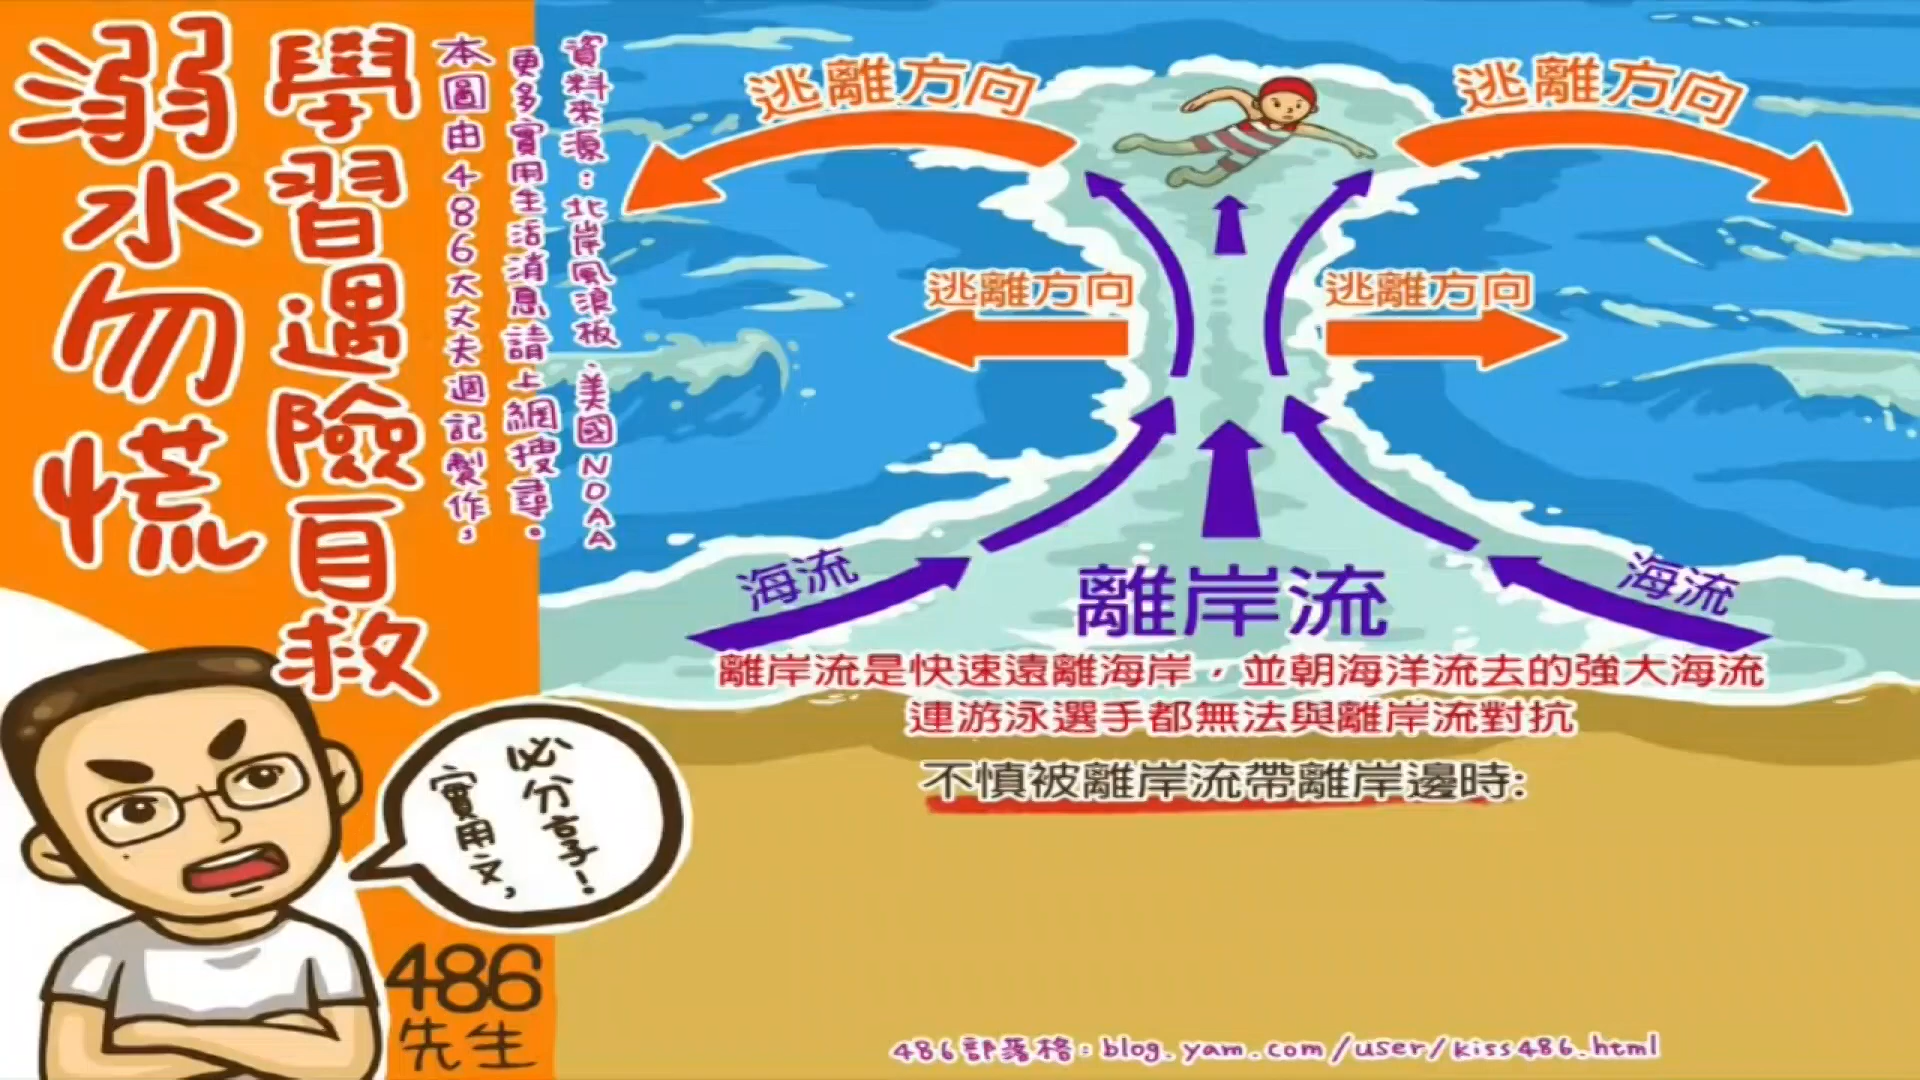 溺水勿慌
學習遇險自救
本圖由486大丈夫週記製作，
更多實用生活消息請上網搜尋。
資料來源：北岸風浪板．美國NOAA
逃離方向
逃離方向
逃離方向
逃離方向
海流
海流
離岸流
離岸流是快速遠離海岸，並朝海洋流去的強大海流
連游泳選手都無法與離岸流對抗
不慎被離岸流帶離岸邊時:
實用文，
必分享！
486
先生
486部落格：blog.yam.com/user/kiss486.html